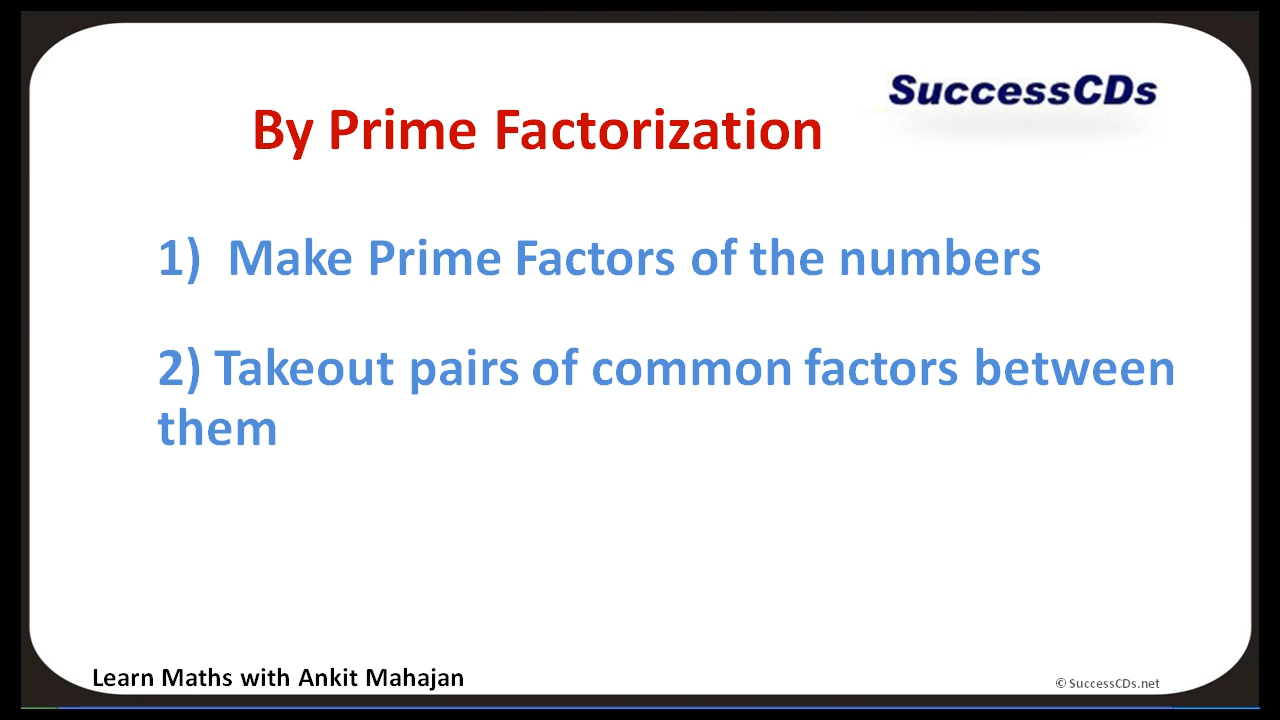 SuccessCDs
By Prime Factorization
1) Make Prime Factors of the numbers
2) Takeout pairs of common factors between
them
Learn Maths with Ankit Mahajan
© SuccessCDs.net